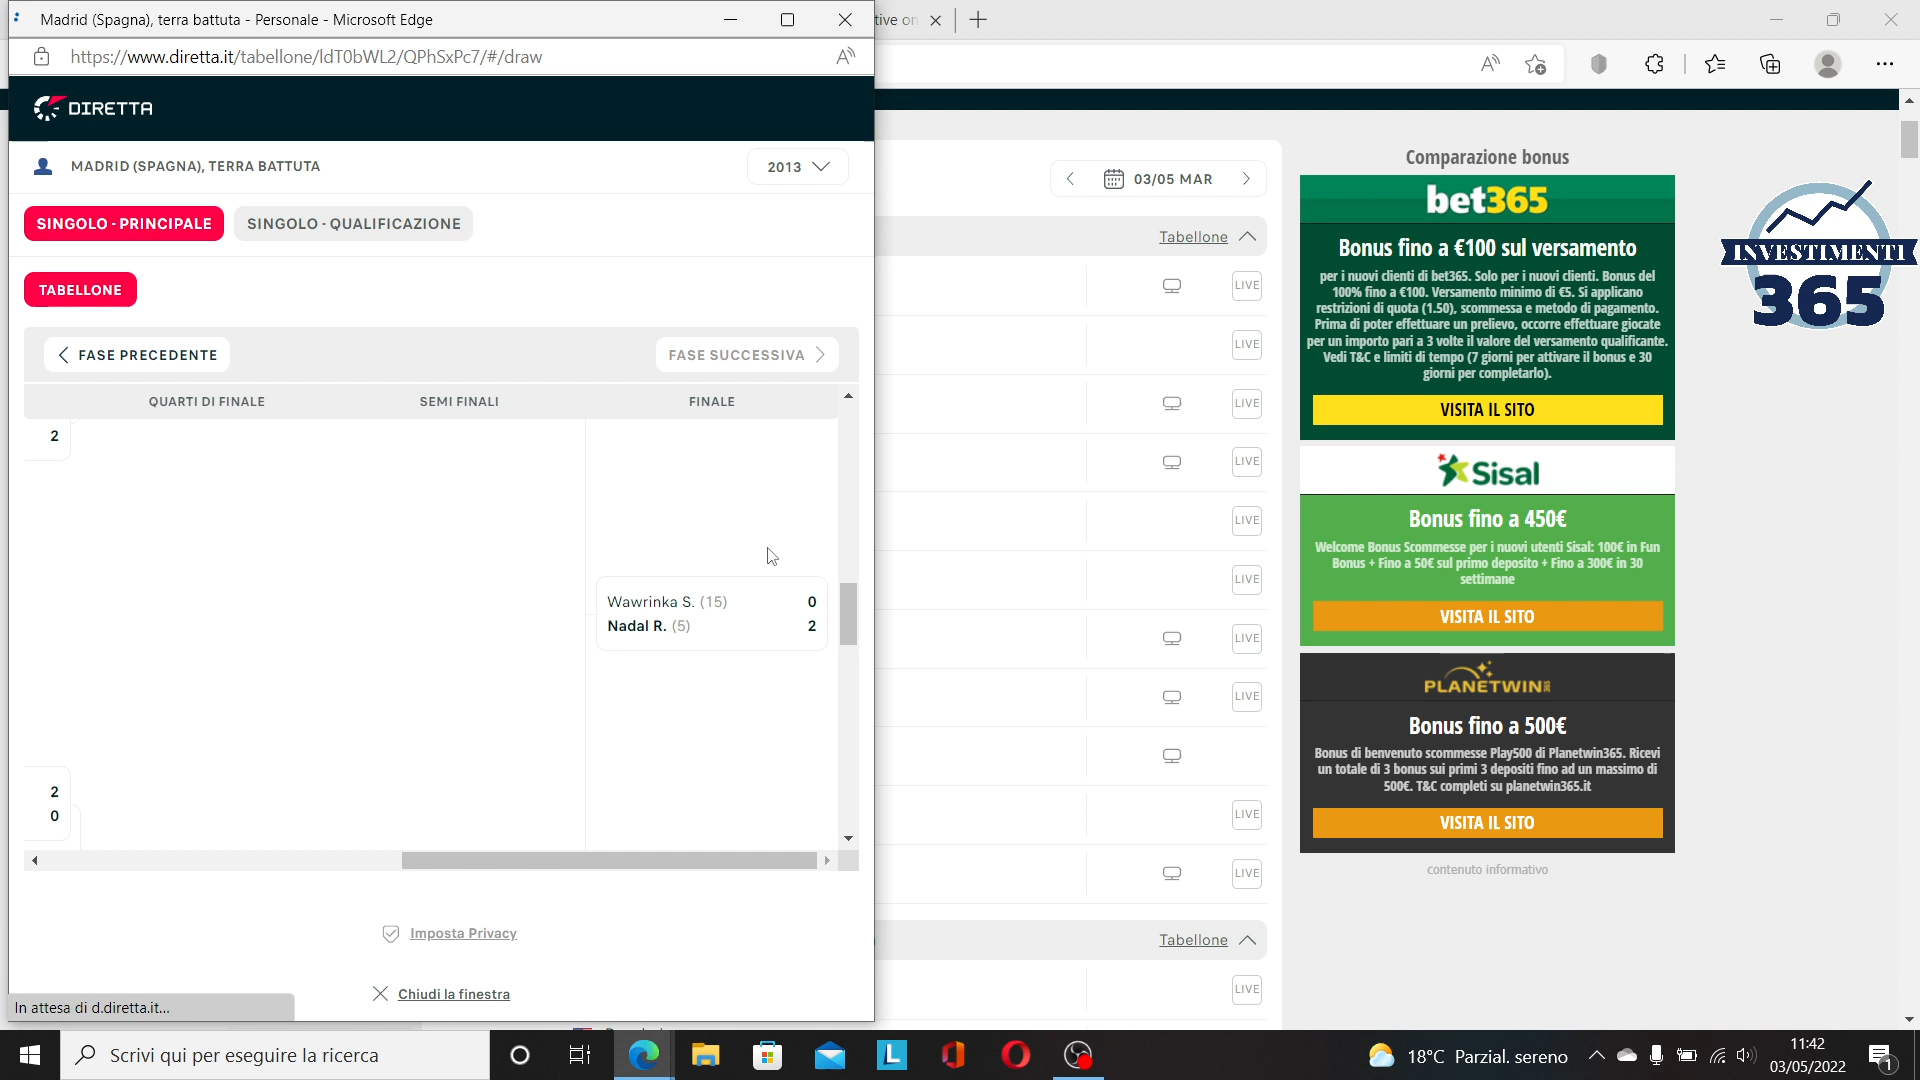 Madrid (Spagna), terra battuta - Personale - Microsoft Edge
tive on
https://www.diretta.it/tabellone/ldT0bWL2/QPhSxPc7/#/draw
DIRETTA
MADRID (SPAGNA), TERRA BATTUTA
2013
SINGOLO - PRINCIPALE
SINGOLO - QUALIFICAZIONE
TABELLONE
FASE PRECEDENTE
FASE SUCCESSIVA
QUARTI DI FINALE
SEMI FINALI
FINALE
2
Wawrinka S. (15) 0
Nadal R. (5) 2
2
0
Imposta Privacy
Chiudi la finestra
In attesa di d.diretta.it...
03/05 MAR
Tabellone
LIVE
LIVE
LIVE
LIVE
LIVE
LIVE
LIVE
LIVE
LIVE
LIVE
Tabellone
LIVE
Comparazione bonus
bet365
Bonus fino a €100 sul versamento
per i nuovi clienti di bet365. Solo per i nuovi clienti. Bonus del
100% fino a €100. Versamento minimo di €5. Si applicano
restrizioni di quota (1.50), scommessa e metodo di pagamento.
Prima di poter effettuare un prelievo, occorre effettuare giocate
per un importo pari a 3 volte il valore del versamento qualificante.
Vedi T&C e limiti di tempo (7 giorni per attivare il bonus e 30
giorni per completarlo).
VISITA IL SITO
Sisal
Bonus fino a 450€
Welcome Bonus Scommesse per i nuovi utenti Sisal: 100€ in Fun
Bonus + Fino a 50€ sul primo deposito + Fino a 300€ in 30
settimane
VISITA IL SITO
PLANETWIN365
Bonus fino a 500€
Bonus di benvenuto scommesse Play500 di Planetwin365. Ricevi
un totale di 3 bonus sui primi 3 depositi fino ad un massimo di
500€. T&C completi su planetwin365.it
VISITA IL SITO
contenuto informativo
INVESTIMENTI
365
Scrivi qui per eseguire la ricerca
L
18°C Parzial. sereno
11:42
03/05/2022
1